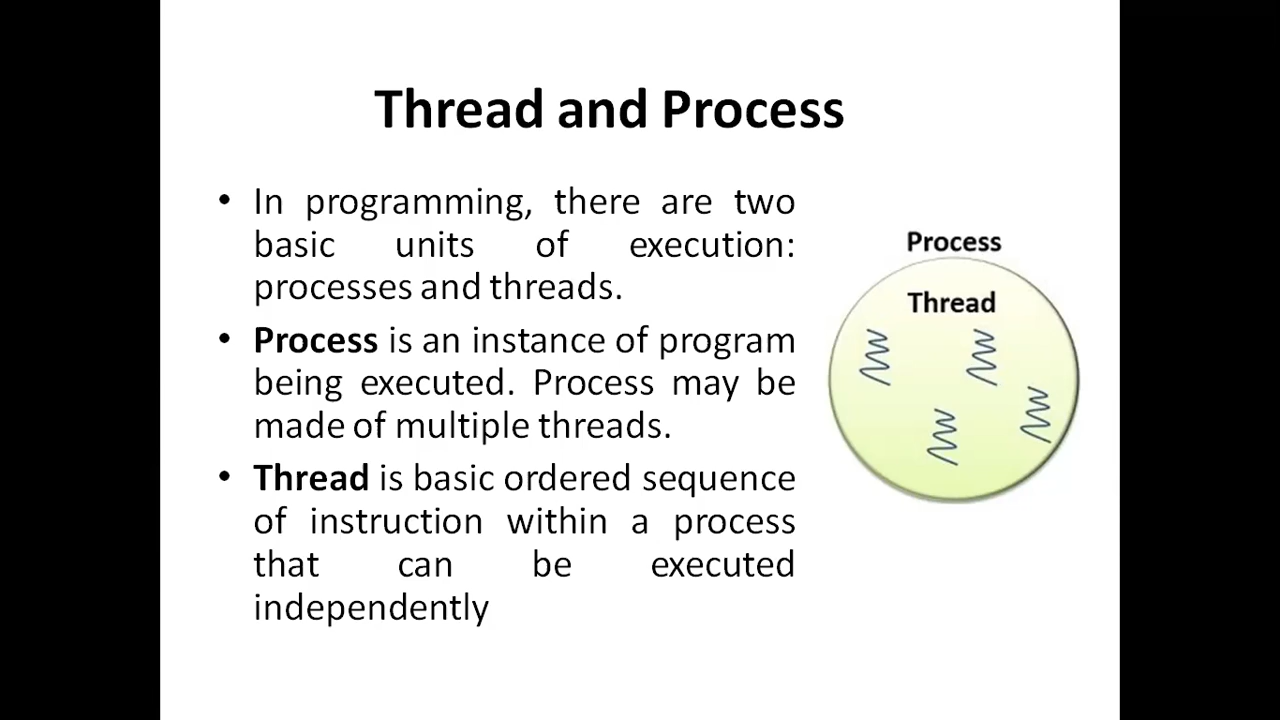 Thread and Process
• In programming, there are two
basic units of execution:
processes and threads.
• Process is an instance of program
being executed. Process may be
made of multiple threads.
• Thread is basic ordered sequence
of instruction within a process
that can be executed
independently
Process
Thread